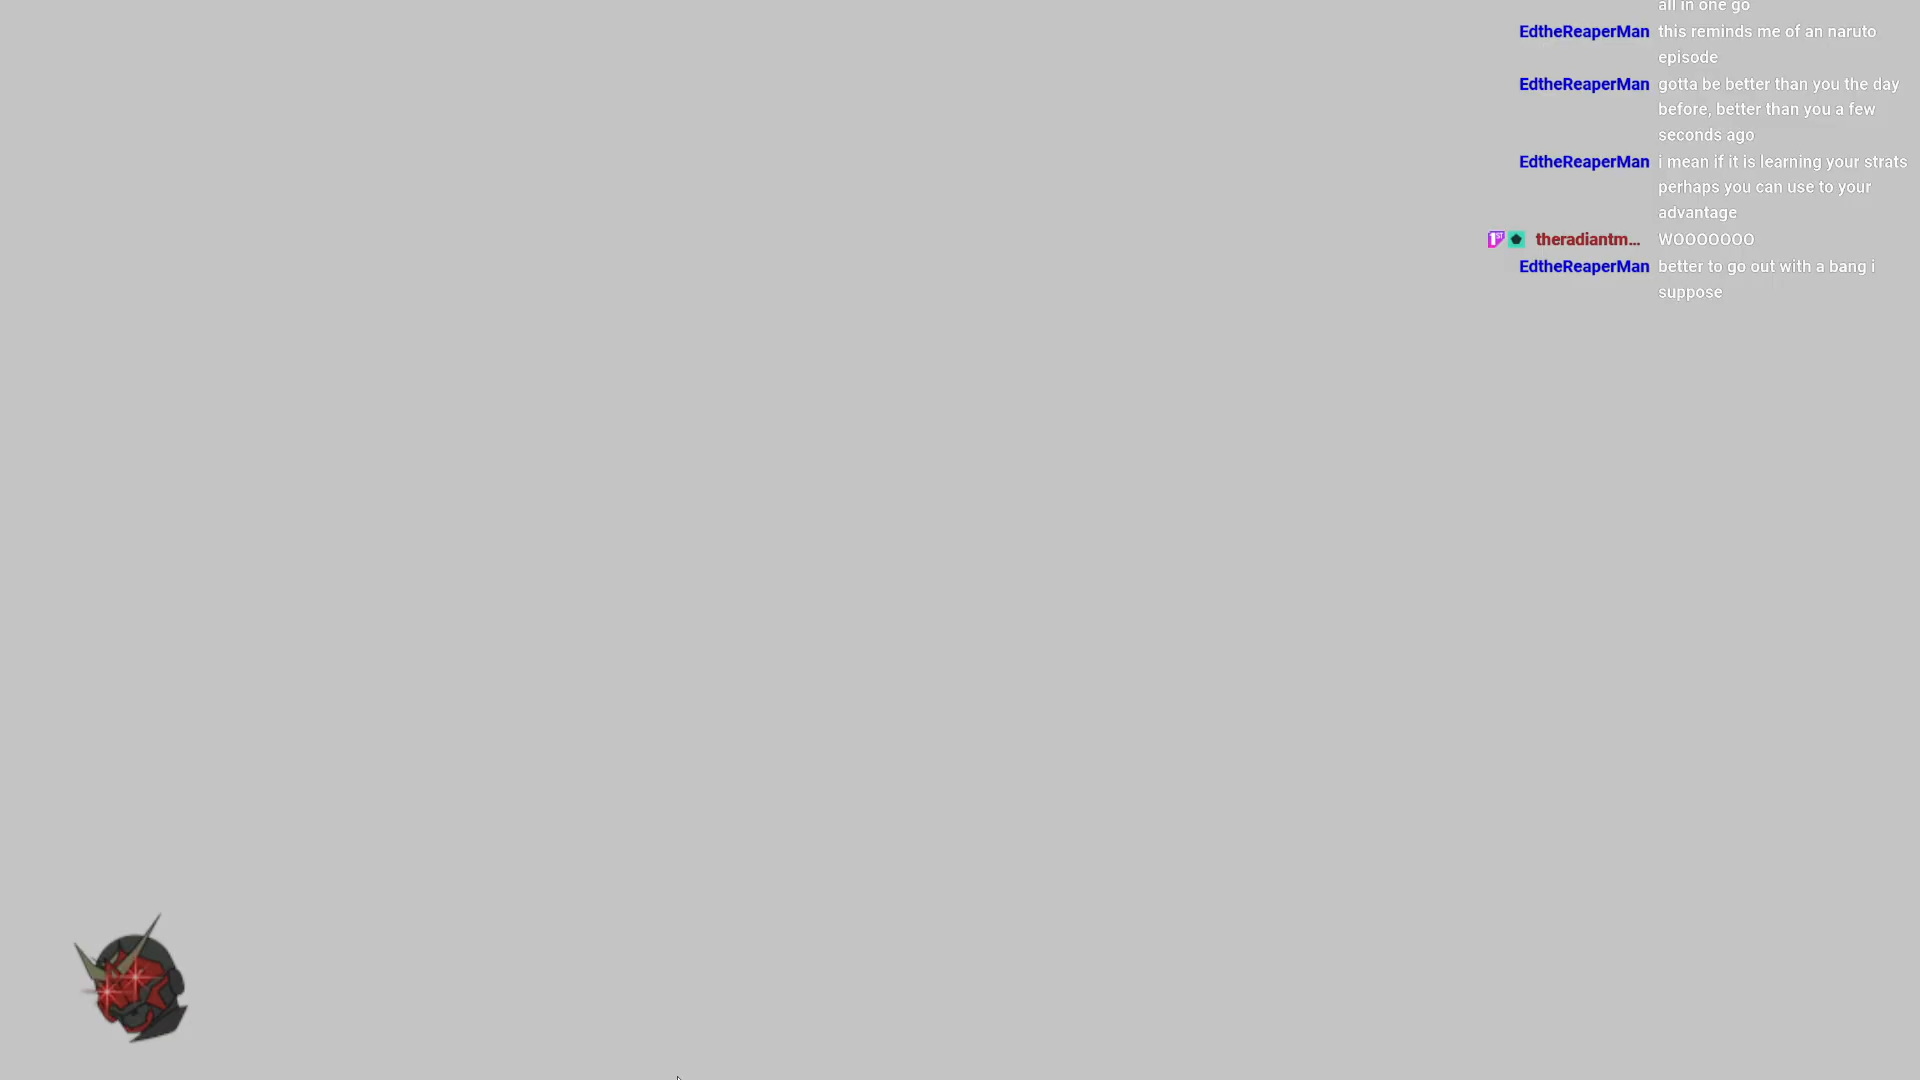 all in one go
EdtheReaperMan this reminds me of an naruto
episode
EdtheReaperMan gotta be better than you the day
before, better than you a few
seconds ago
EdtheReaperMan i mean if it is learning your strats
perhaps you can use to your
advantage
1ST theradiantm... WOOOOOOO
EdtheReaperMan better to go out with a bang i
suppose